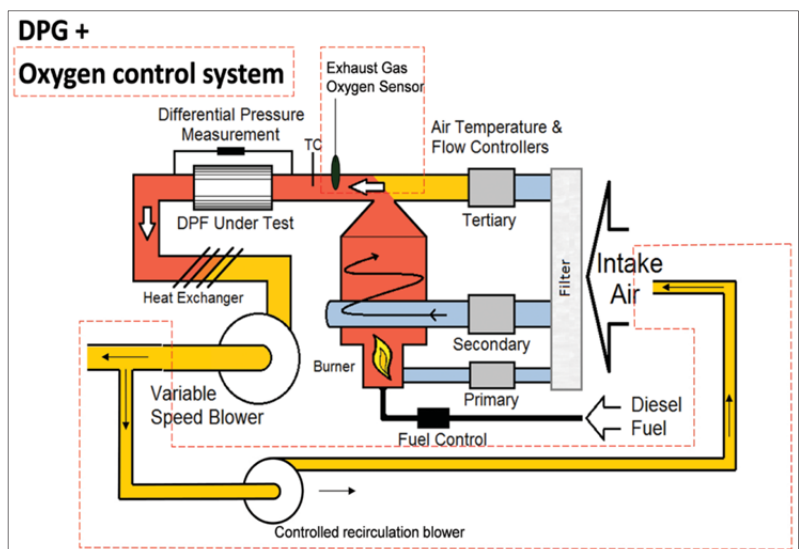 DPG +
Oxygen control system
Exhaust Gas
Oxygen Sensor
Differential Pressure
Measurement
TC
Air Temperature &
Flow Controllers
DPF Under Test
Tertiary
Heat Exchanger
Filter
Intake
Air
Secondary
Burner
Variable
Speed Blower
Primary
Diesel
Fuel
Fuel Control
Controlled recirculation blower